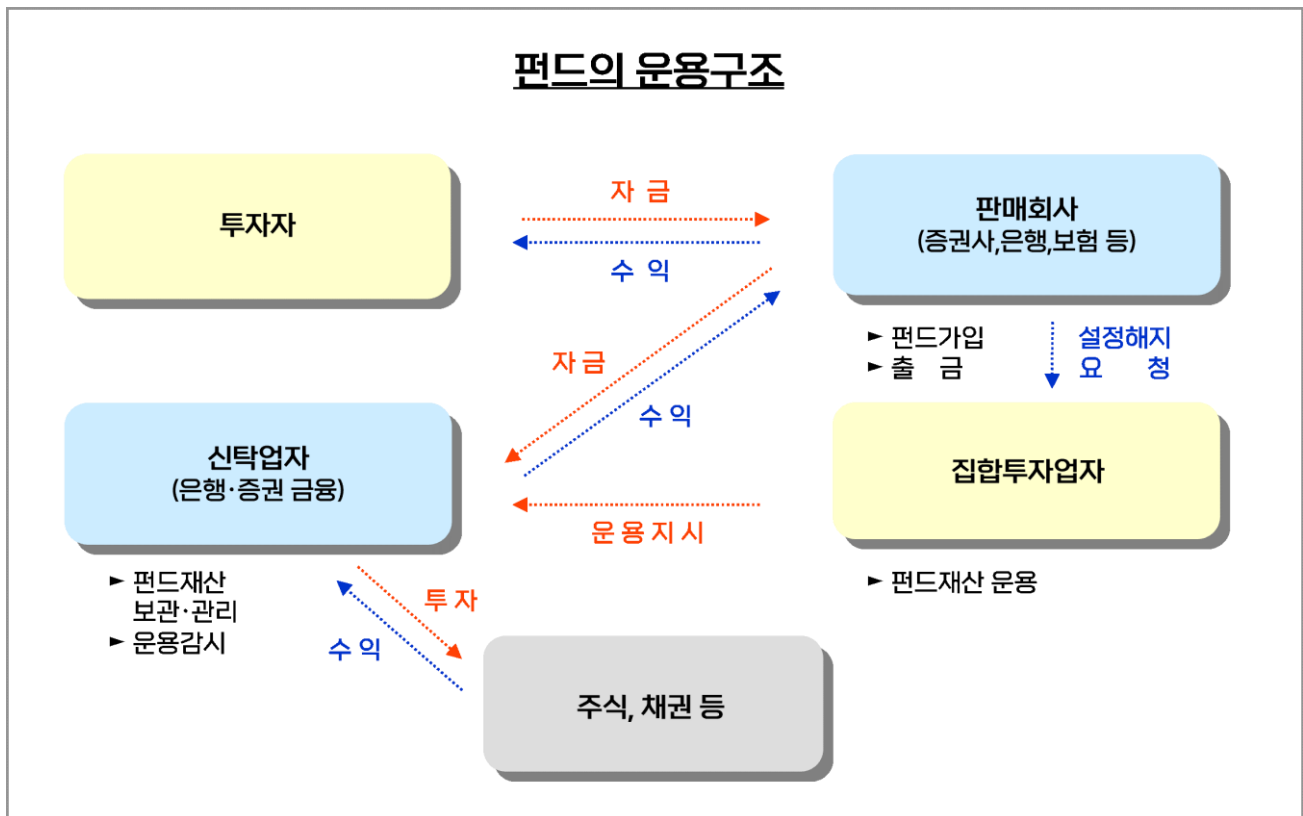 펀드의 운용구조
투자자
자 금
수 익
판매회사
(증권사,은행,보험 등)
► 펀드가입
► 출 금
설정해지
요 청
자 금
수 익
신탁업자
(은행·증권 금융)
운 용 지 시
집합투자업자
► 펀드재산
보관·관리
► 운용감시
► 펀드재산 운용
투 자
수 익
주식, 채권 등